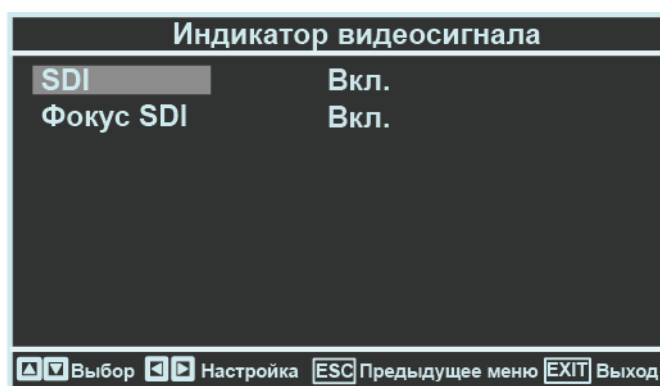 Индикатор видеосигнала
SDI Вкл.
Фокус SDI Вкл.
Выбор Настройка ESC Предыдущее меню EXIT Выход